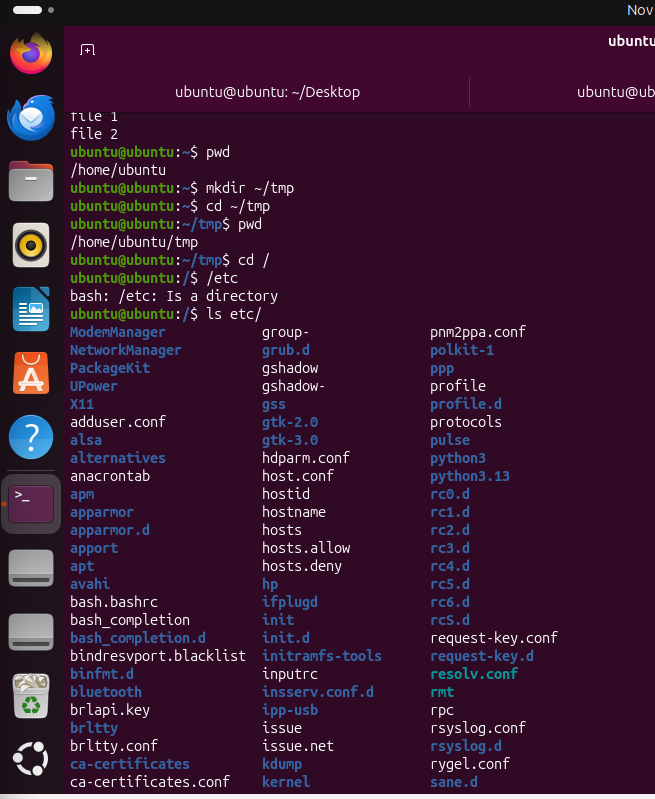 Nov
ubuntu
ubuntu@ubuntu: ~/Desktop
ubuntu@ub
file 1
file 2
ubuntu@ubuntu:~$ pwd
/home/ubuntu
ubuntu@ubuntu:~$ mkdir ~/tmp
ubuntu@ubuntu:~$ cd ~/tmp
ubuntu@ubuntu:~/tmp$ pwd
/home/ubuntu/tmp
ubuntu@ubuntu:~/tmp$ cd /
ubuntu@ubuntu:/$ /etc
bash: /etc: Is a directory
ubuntu@ubuntu:/$ ls etc/
ModemManager group- pnm2ppa.conf
NetworkManager grub.d polkit-1
PackageKit gshadow ppp
UPower gshadow- profile
X11 gss profile.d
adduser.conf gtk-2.0 protocols
alsa gtk-3.0 pulse
alternatives hdparm.conf python3
anacrontab host.conf python3.13
apm hostid rc0.d
apparmor hostname rc1.d
apparmor.d hosts rc2.d
apport hosts.allow rc3.d
apt hosts.deny rc4.d
avahi hp rc5.d
bash.bashrc ifplugd rc6.d
bash_completion init rcS.d
bash_completion.d init.d request-key.conf
bindresvport.blacklist initramfs-tools request-key.d
binfmt.d inputrc resolv.conf
bluetooth insserv.conf.d rmt
brlapi.key ipp-usb rpc
brltty issue rsyslog.conf
brltty.conf issue.net rsyslog.d
ca-certificates kdump rygel.conf
ca-certificates.conf kernel sane.d